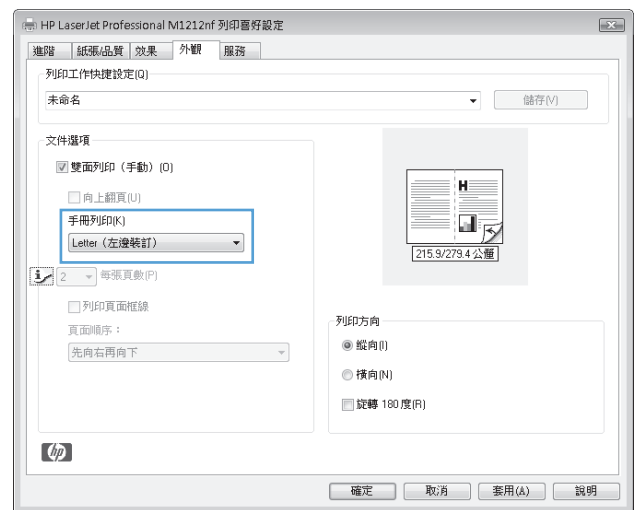 HP LaserJet Professional M1212nf 列印喜好設定
進階 紙張/品質 效果 外觀 服務
列印工作快捷設定(Q)
未命名 儲存(V)
文件選項
雙面列印（手動）(O)
向上翻頁(U)
手冊列印(K)
Letter（左邊裝訂）
2 每張頁數(P)
列印頁面框線
頁面順序：
先向右再向下
H
215.9/279.4 公釐
列印方向
縱向(I)
橫向(N)
旋轉 180 度(R)
hp
確定 取消 套用(A) 說明